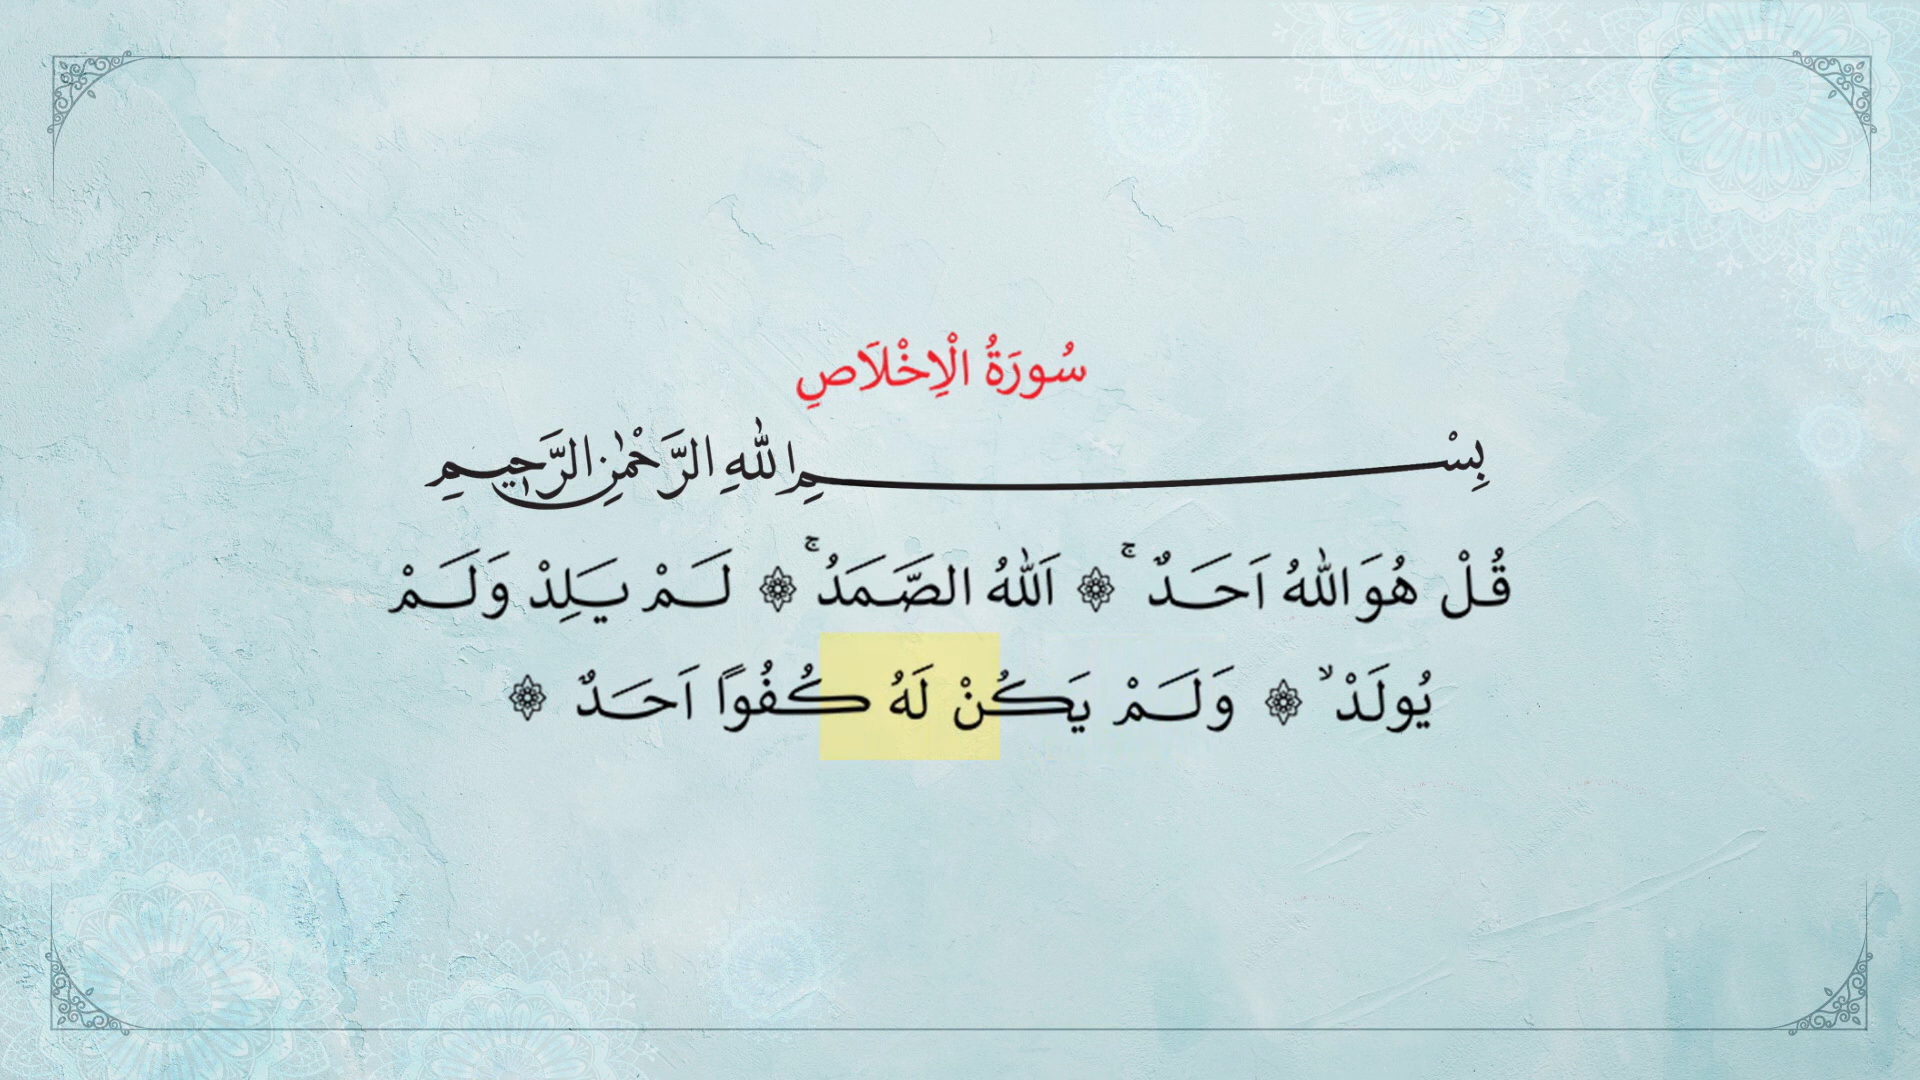 سُورَةُ الْاِخْلَاصِ
بِسْمِ اللّٰهِ الرَّحْمٰنِ الرَّحِيمِ
قُلْ هُوَ اللّٰهُ اَحَدٌ ۚ ۞ اَللّٰهُ الصَّمَدُ ۚ ۞ لَمْ يَلِدْ وَلَمْ
يُولَدْ ۙ ۞ وَلَمْ يَكُنْ لَهُ كُفُوًا اَحَدٌ ۞